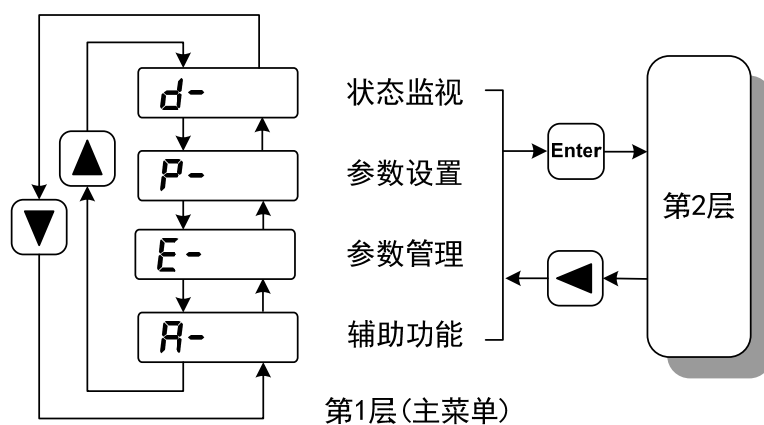 d- 状态监视
P- 参数设置
E- 参数管理
A- 辅助功能
Enter
第2层
第1层(主菜单)